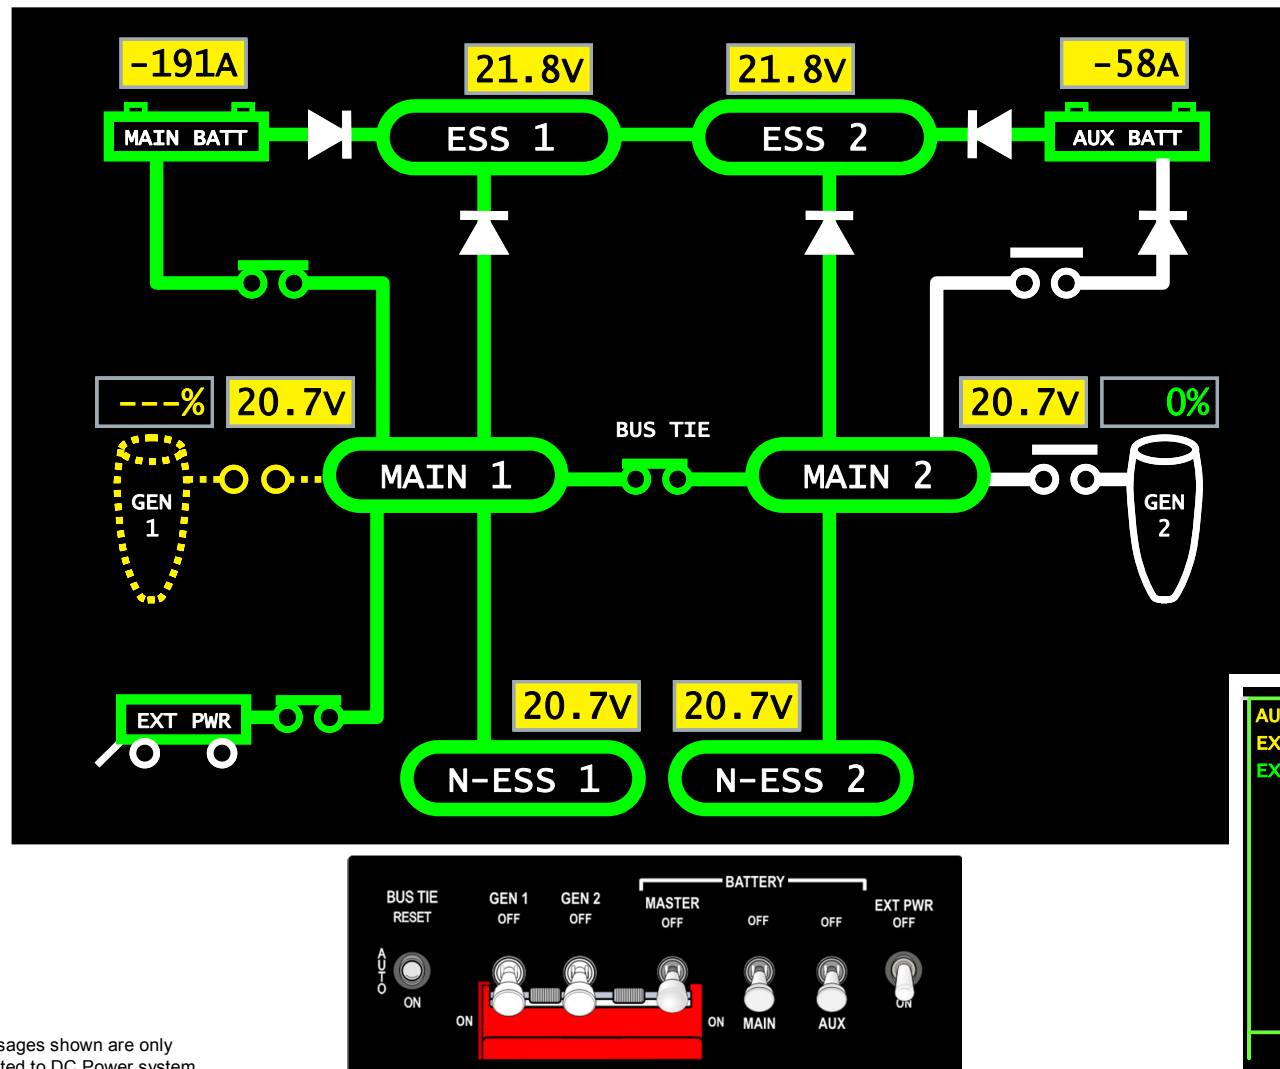 -191A
21.8V
21.8V
-58A
MAIN BATT
ESS 1
ESS 2
AUX BATT
---%
20.7V
20.7V
0%
BUS TIE
MAIN 1
MAIN 2
GEN
1
GEN
2
20.7V
20.7V
EXT PWR
N-ESS 1
N-ESS 2
AU
EX
EX
BATTERY
BUS TIE
RESET
GEN 1
OFF
GEN 2
OFF
MASTER
OFF
OFF
OFF
EXT PWR
OFF
AUTO
ON
ON
ON
MAIN
AUX
ON
sages shown are only
ted to DC Power system